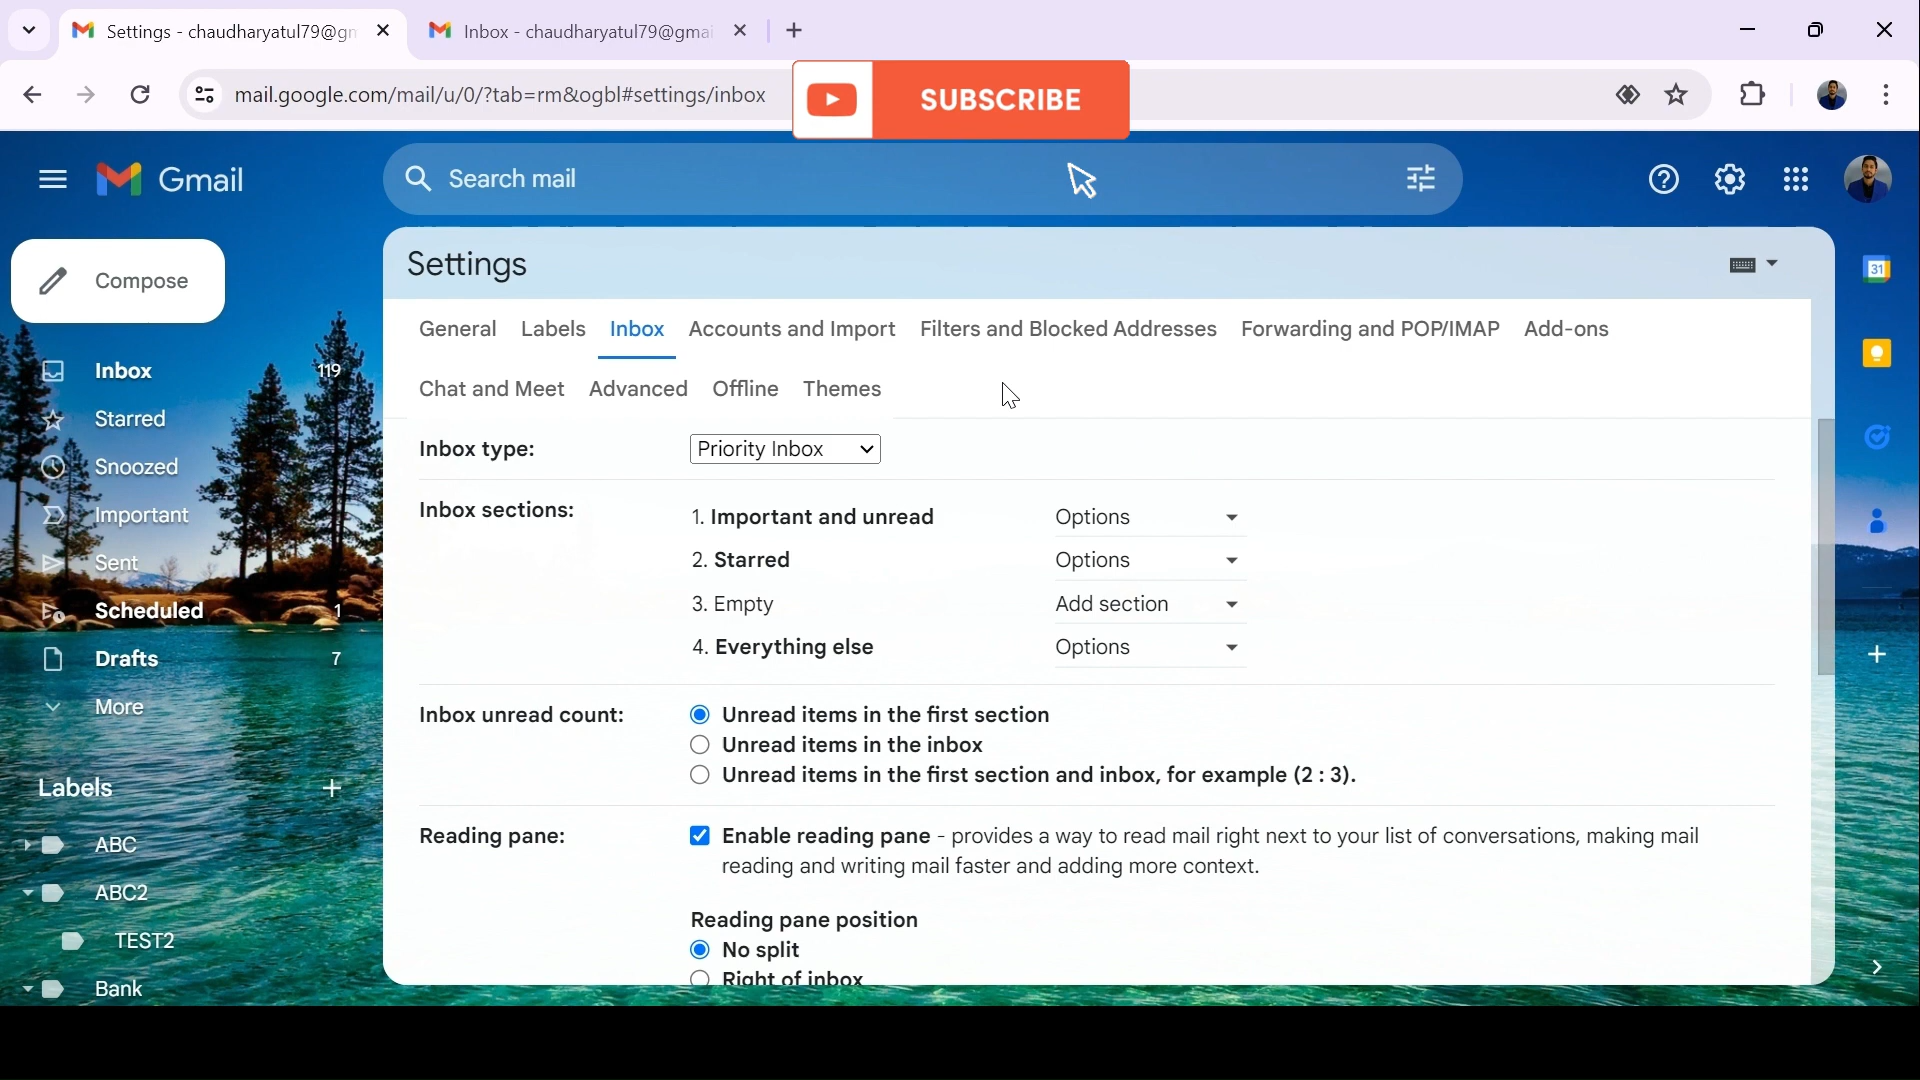 Settings - chaudharyatul79@gm
Inbox - chaudharyatul79@gmai
mail.google.com/mail/u/0/?tab=rm&ogbl#settings/inbox
SUBSCRIBE
Gmail
Search mail
Compose
Inbox 119
Starred
Snoozed
Important
Sent
Scheduled 1
Drafts 7
More
Labels
ABC
ABC2
TEST2
Bank
Settings
General Labels Inbox Accounts and Import Filters and Blocked Addresses Forwarding and POP/IMAP Add-ons
Chat and Meet Advanced Offline Themes
Inbox type: Priority Inbox
Inbox sections: 1. Important and unread Options
2. Starred Options
3. Empty Add section
4. Everything else Options
Inbox unread count: Unread items in the first section
Unread items in the inbox
Unread items in the first section and inbox, for example (2 : 3).
Reading pane: Enable reading pane - provides a way to read mail right next to your list of conversations, making mail
reading and writing mail faster and adding more context.
Reading pane position
No split
Right of inbox
31